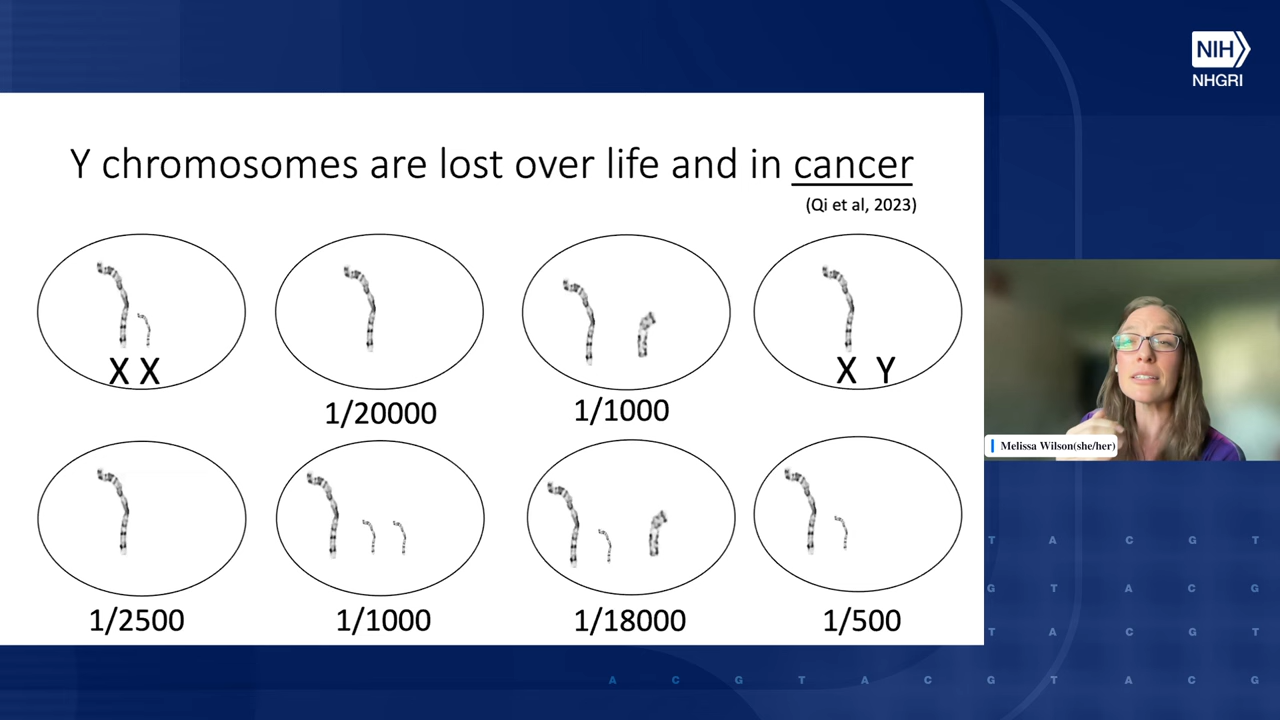 NIH
NHGRI
Y chromosomes are lost over life and in cancer
(Qi et al, 2023)
X X
X Y
1/20000
1/1000
Melissa Wilson(she/her)
1/2500
1/1000
1/18000
1/500
T A C G T
G T A C G
T A C G T
A C G T A C G T A C G